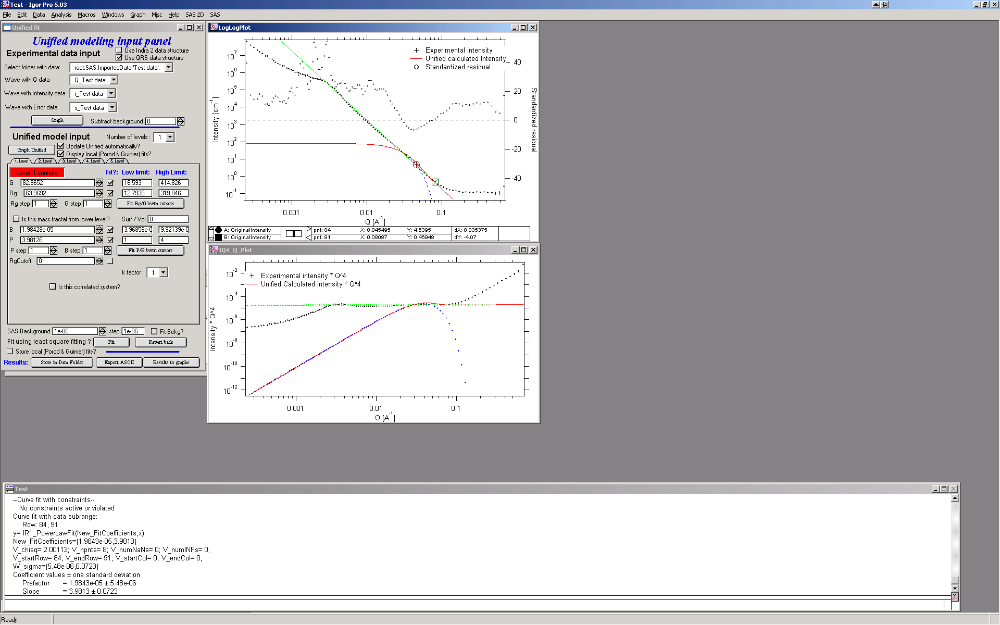 Test - Igor Pro 5.03
File Edit Data Analysis Macros Windows Graph Misc Help SAS 2D SAS
Unified fit
Unified modeling input panel
Experimental data input
Use Indra 2 data structure
Use QRS data structure
Select folder with data: root:SAS:ImportedData:'Test data':
Wave with Q data Q_Test data
Wave with Intensity data r_Test data
Wave with Error data s_Test data
Graph Subtract background 0
Unified model input Number of levels : 1
Graph Unified Update Unified automatically?
Display local (Porod & Guinier) fits?
1. Level 2. Level 3. Level 4. Level 5. Level
Level 1 controls Fit?: Low limit: High Limit:
G 82.9652 16.593 414.826
Rg 63.9692 12.7938 319.846
Rg step 1 G step 1 Fit Rg/G bwtn cursors
Is this mass fractal from lower level? Surf / Vol 0
B 1.98428e-05 3.96856e-0 9.92139e-0
P 3.98126 1 4
P step 1 B step 1 Fit P/B bwtn cursors
RgCutoff 0
k factor : 1
Is this correlated system?
SAS Background 1e-06 step 1e-06 Fit Bckg?
Fit using least square fitting ? Fit Revert back
Store local (Porod & Guinier) fits?
Results: Store in Data Folder Export ASCII Results to graphs
LogLogPlot
Experimental intensity
Unified calculated Intensity
Standardized residual
Intensity [cm-1]
10^7
10^6
10^5
10^4
10^3
10^2
10^1
10^0
10^-1
40
20
0
-20
-40
Standardized residual
0.001 0.01 0.1
Q [A-1]
A: OriginalIntensity pnt: 84 X: 0.045495 Y: 4.5395 dX: 0.035375
B: OriginalIntensity pnt: 91 X: 0.08087 Y: 0.46948 dY: -4.07
IQ4_Q_Plot
Experimental intensity * Q^4
Unified Calculated intensity * Q^4
Intensity * Q^4
10^-2
10^-4
10^-6
10^-8
10^-10
10^-12
0.001 0.01 0.1
Q [A-1]
Test
--Curve fit with constraints--
No constraints active or violated
Curve fit with data subrange:
Row: 84, 91
y= IR1_PowerLawFit(New_FitCoefficients,x)
New_FitCoefficients={1.9843e-05,3.9813}
V_chisq= 2.00113; V_npnts= 8; V_numNaNs= 0; V_numINFs= 0;
V_startRow= 84; V_endRow= 91; V_startCol= 0; V_endCol= 0;
W_sigma={5.48e-06,0.0723}
Coefficient values ± one standard deviation
Prefactor = 1.9843e-05 ± 5.48e-06
Slope = 3.9813 ± 0.0723
Ready